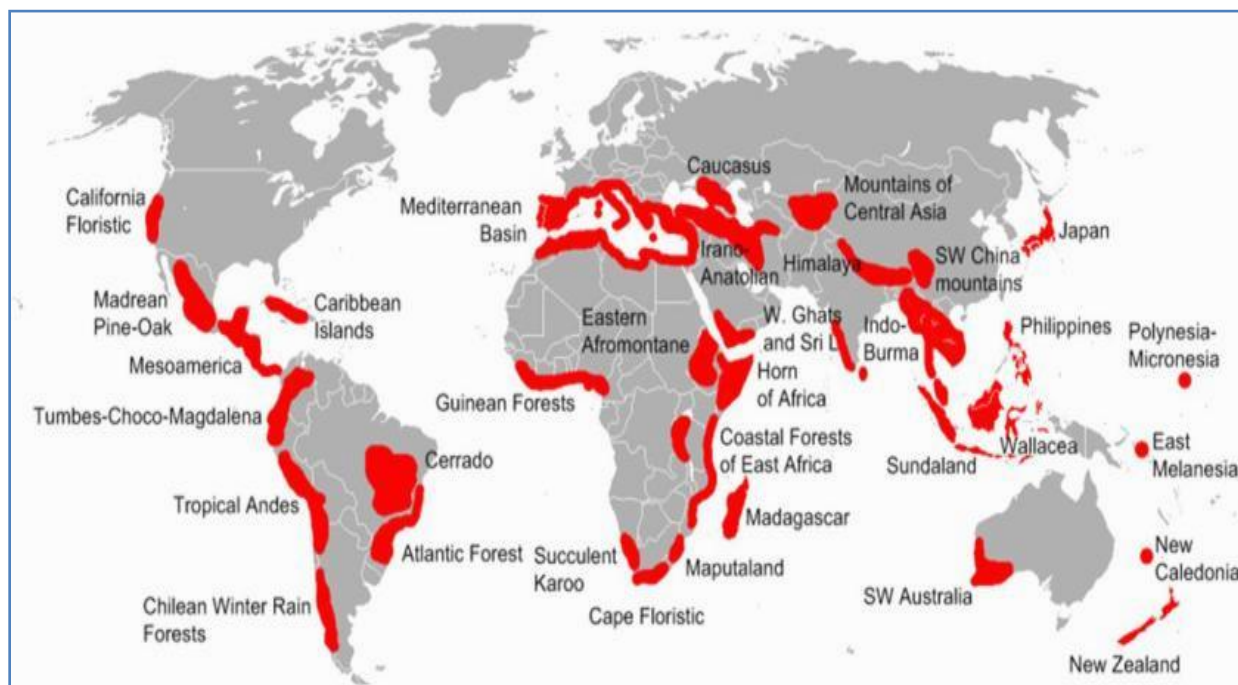 California
Floristic
Madrean
Pine-Oak
Caribbean
Islands
Mesoamerica
Tumbes-Choco-Magdalena
Cerrado
Tropical Andes
Atlantic Forest
Chilean Winter Rain
Forests
Mediterranean
Basin
Caucasus
Mountains of
Central Asia
Irano-
Anatolian
Himalaya
SW China
mountains
Japan
Eastern
Afromontane
W. Ghats
and Sri L
Indo-
Burma
Philippines
Polynesia-
Micronesia
Guinean Forests
Horn
of Africa
Coastal Forests
of East Africa
Sundaland
Wallacea
East
Melanesia
Madagascar
Succulent
Karoo
Maputaland
Cape Floristic
SW Australia
New
Caledonia
New Zealand